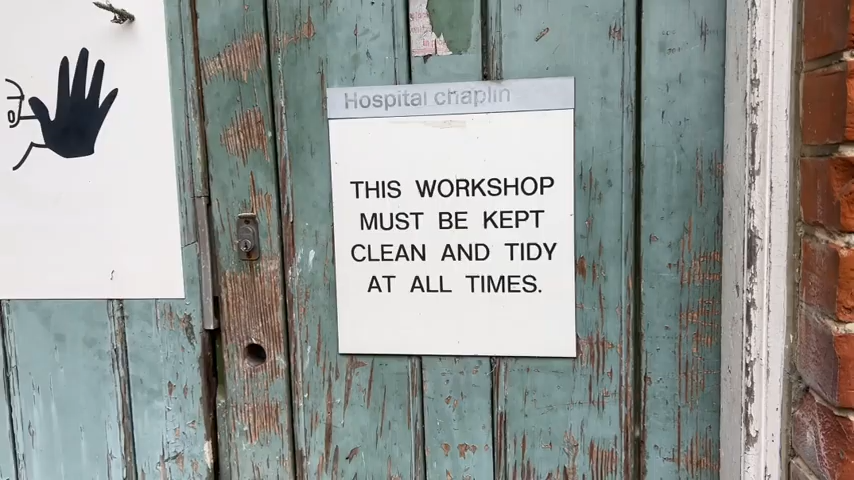 Hospital chaplin
THIS WORKSHOP
MUST BE KEPT
CLEAN AND TIDY
AT ALL TIMES.